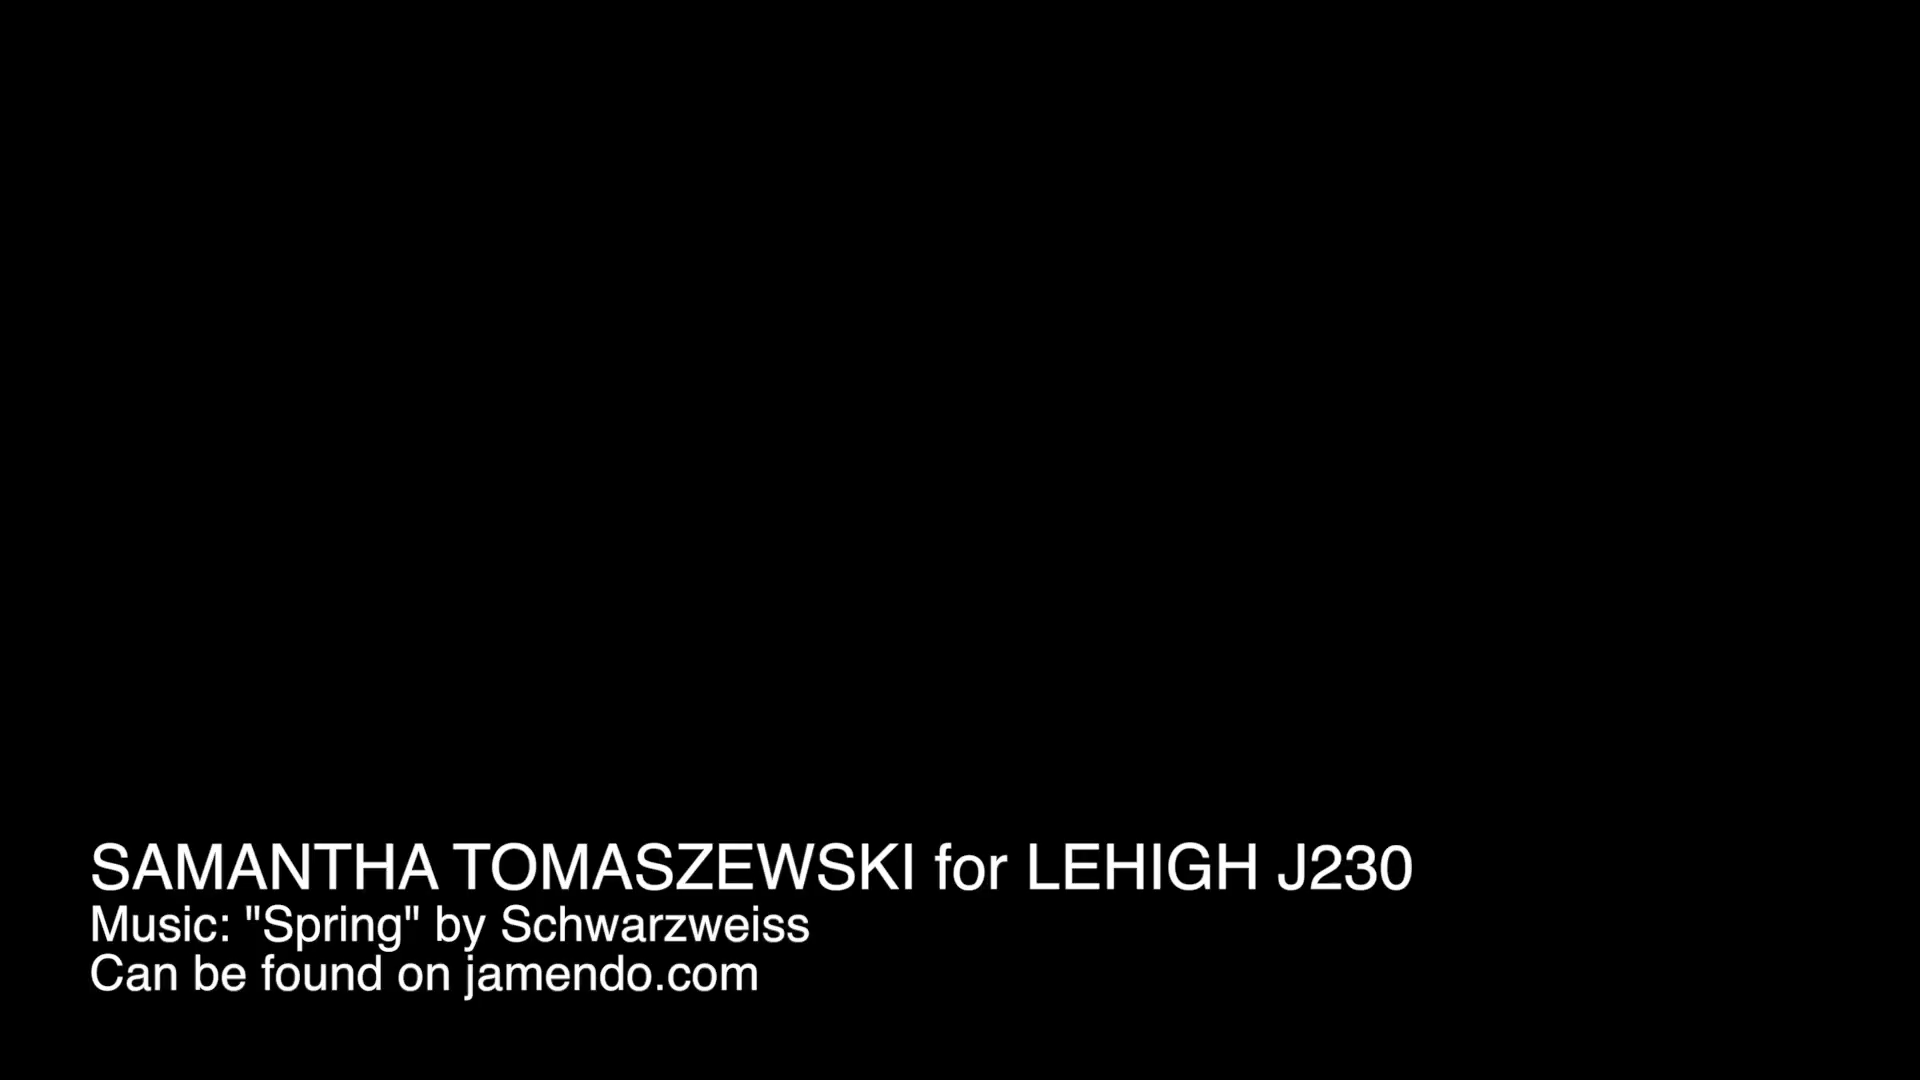 SAMANTHA TOMASZEWSKI for LEHIGH J230
Music: "Spring" by Schwarzweiss
Can be found on jamendo.com